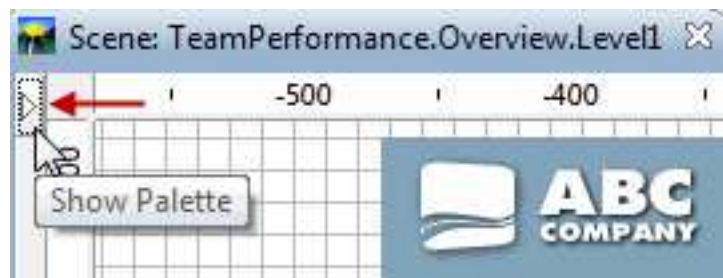 Scene: TeamPerformance.Overview.Level1
-500 -400
Show Palette
ABC
COMPANY